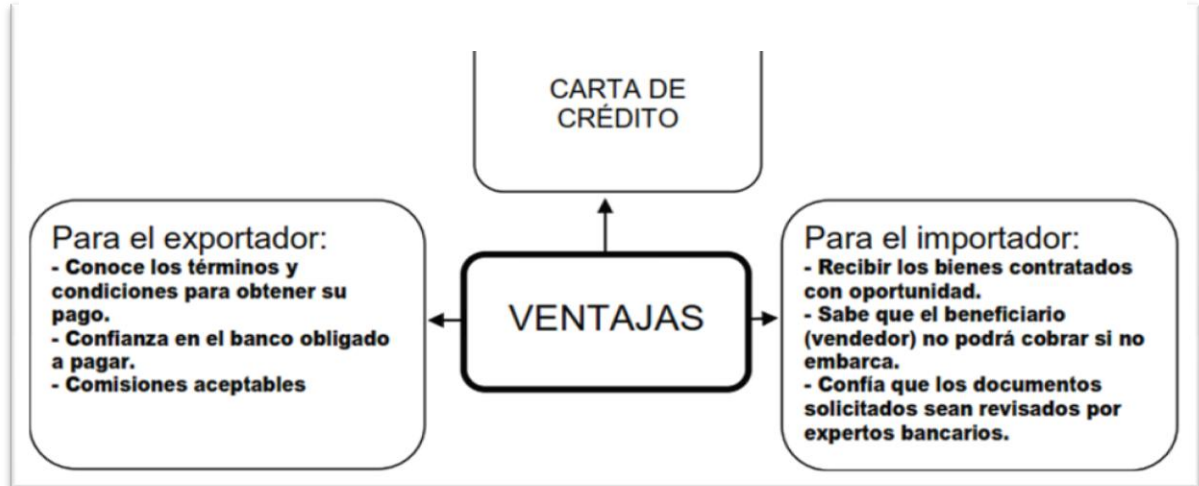 CARTA DE
CRÉDITO
Para el exportador:
- Conoce los términos y
condiciones para obtener su
pago.
- Confianza en el banco obligado
a pagar.
- Comisiones aceptables
VENTAJAS
Para el importador:
- Recibir los bienes contratados
con oportunidad.
- Sabe que el beneficiario
(vendedor) no podrá cobrar si no
embarca.
- Confía que los documentos
solicitados sean revisados por
expertos bancarios.